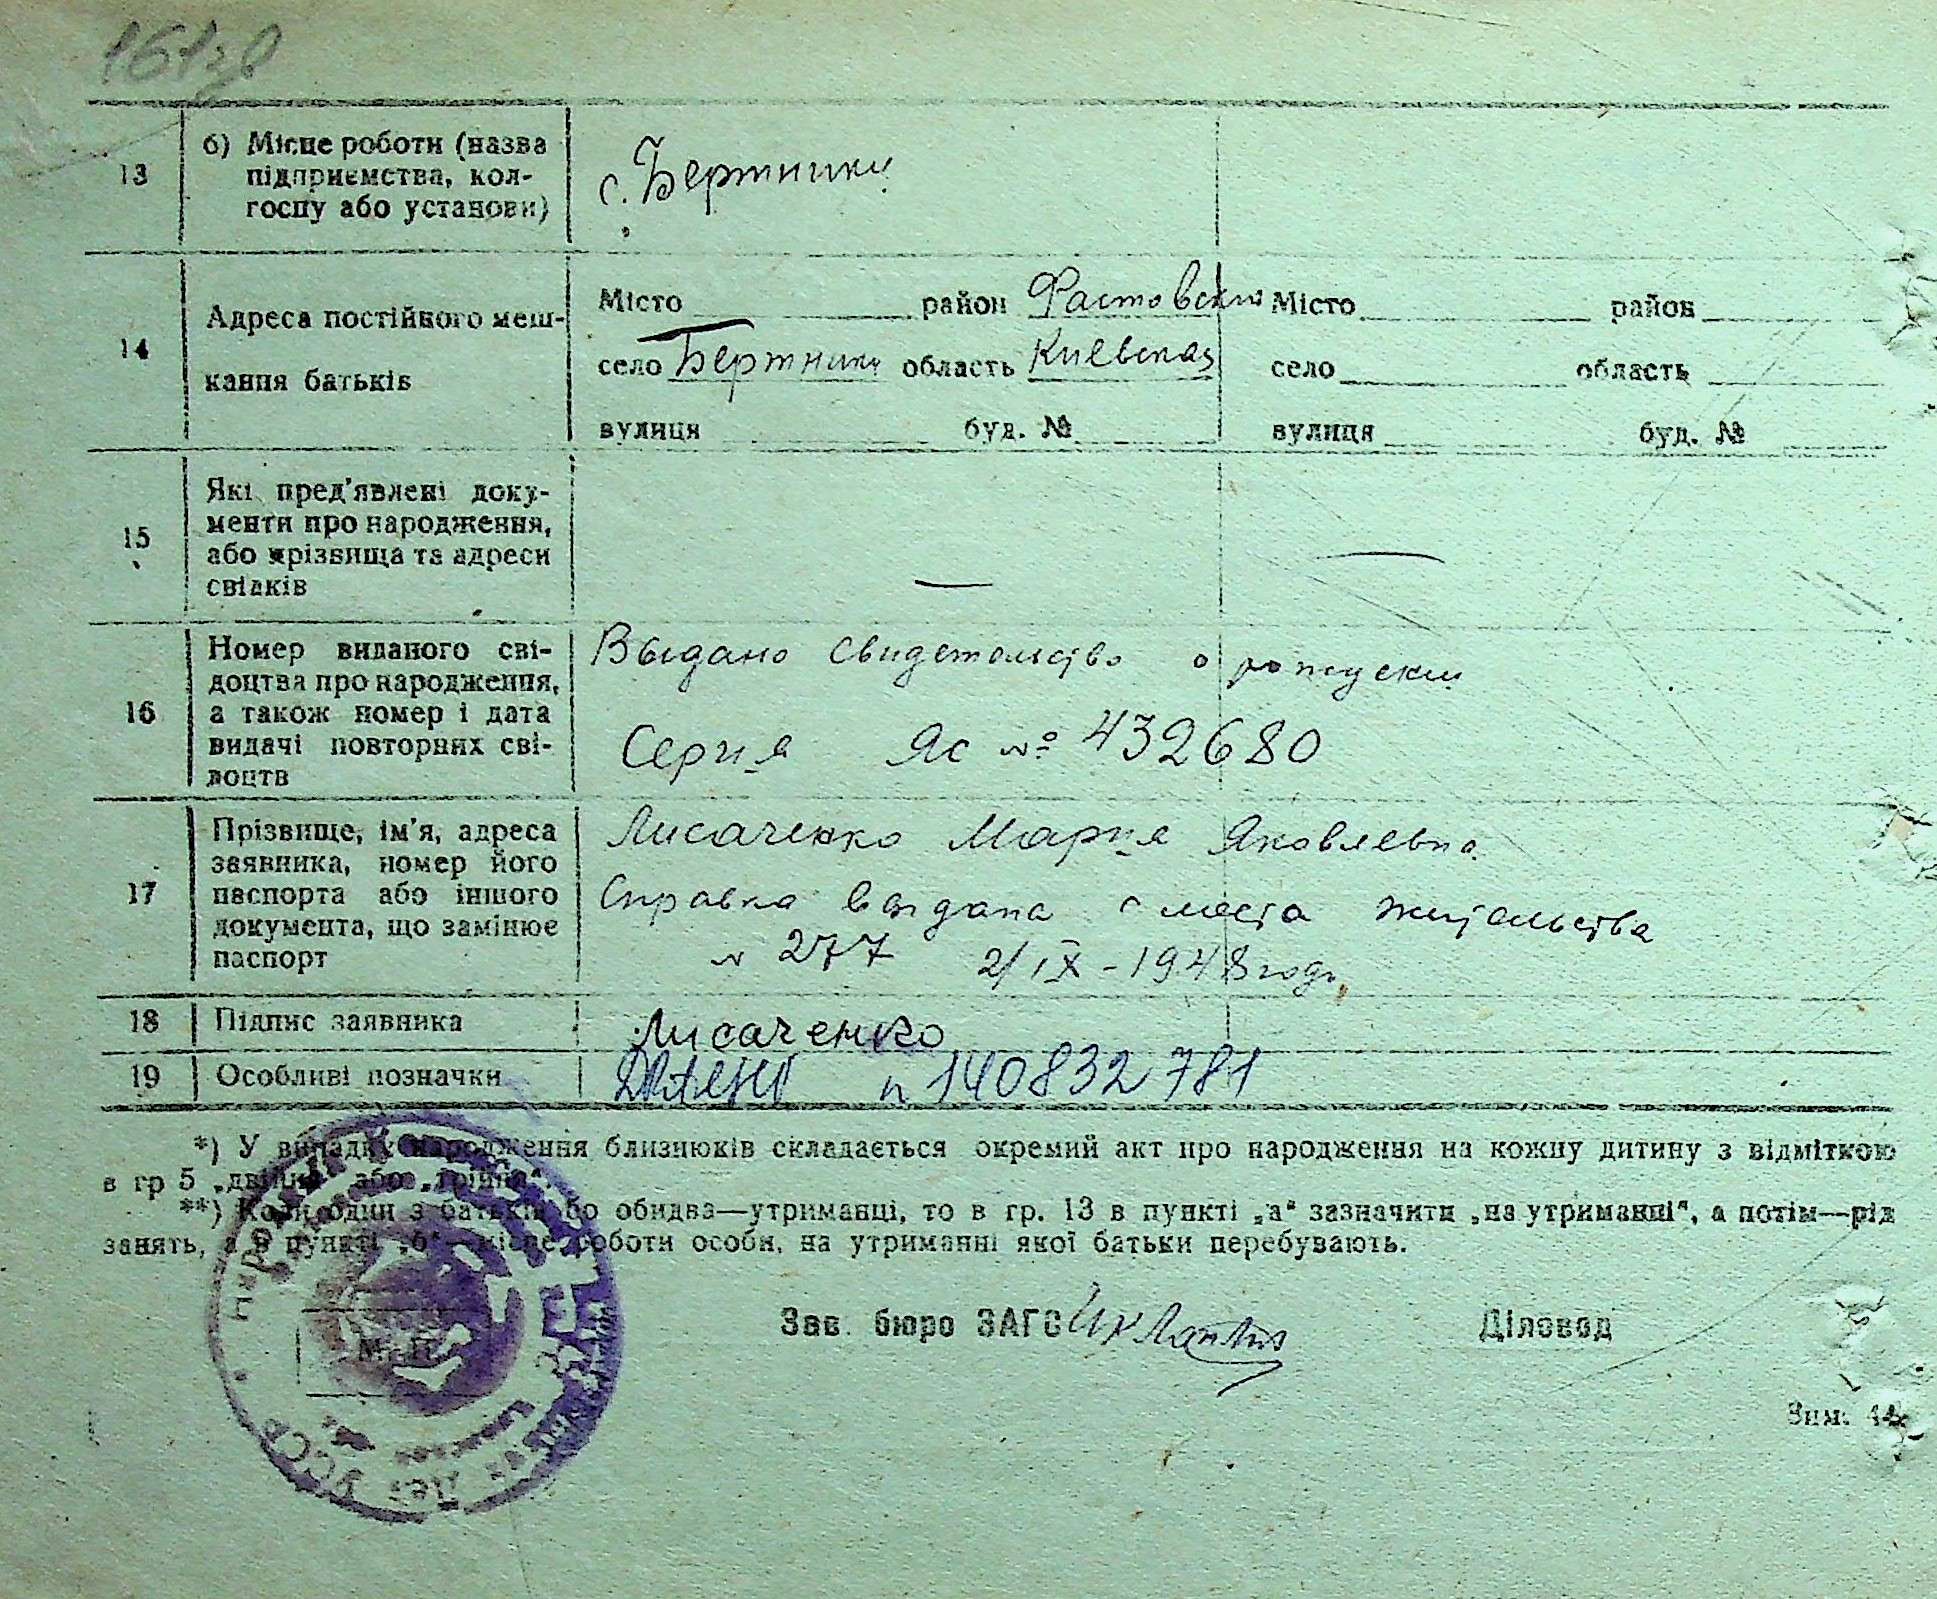 13
б) Місце роботи (назва
підприємства, кол-
госпу або установи)
с. Бертники
14
Адреса постійного меш-
кання батьків
Місто район Фастовский
село Бертники область Киевская
вулиця буд. №
Місто район
село область
вулиця буд. №
15
Які пред'явлені доку-
менти про народження,
або прізвища та адреси
свідків
—
—
16
Номер виданого сві-
доцтва про народження,
а також номер і дата
видачі повторних сві-
доцтв
Выдано свидетельство о
Серия Яс № 432680
17
Прізвище, ім'я, адреса
заявника, номер його
паспорта або іншого
документа, що замінює
паспорт
Лисаченко Мария Яковлевна
Справка выдана с места жительства
№ 277 2/IX-1948 года
18
Підпис заявника
Лисаченко
19
Особливі позначки
140832781
*) У випадку народження близнюків складається окремий акт про народження на кожну дитину з відміткою
в гр 5 „двійня" або „трійня".
**) Коли один з батьків або обидва—утриманці, то в гр. 13 в пункті „а" зазначити „на утриманні", а потім—рід
занять, а в пункті „б" місце роботи особи, на утриманні якої батьки перебувають.
М. П.
Зав. бюро ЗАГС
Діловод
Зим. 44
УССР